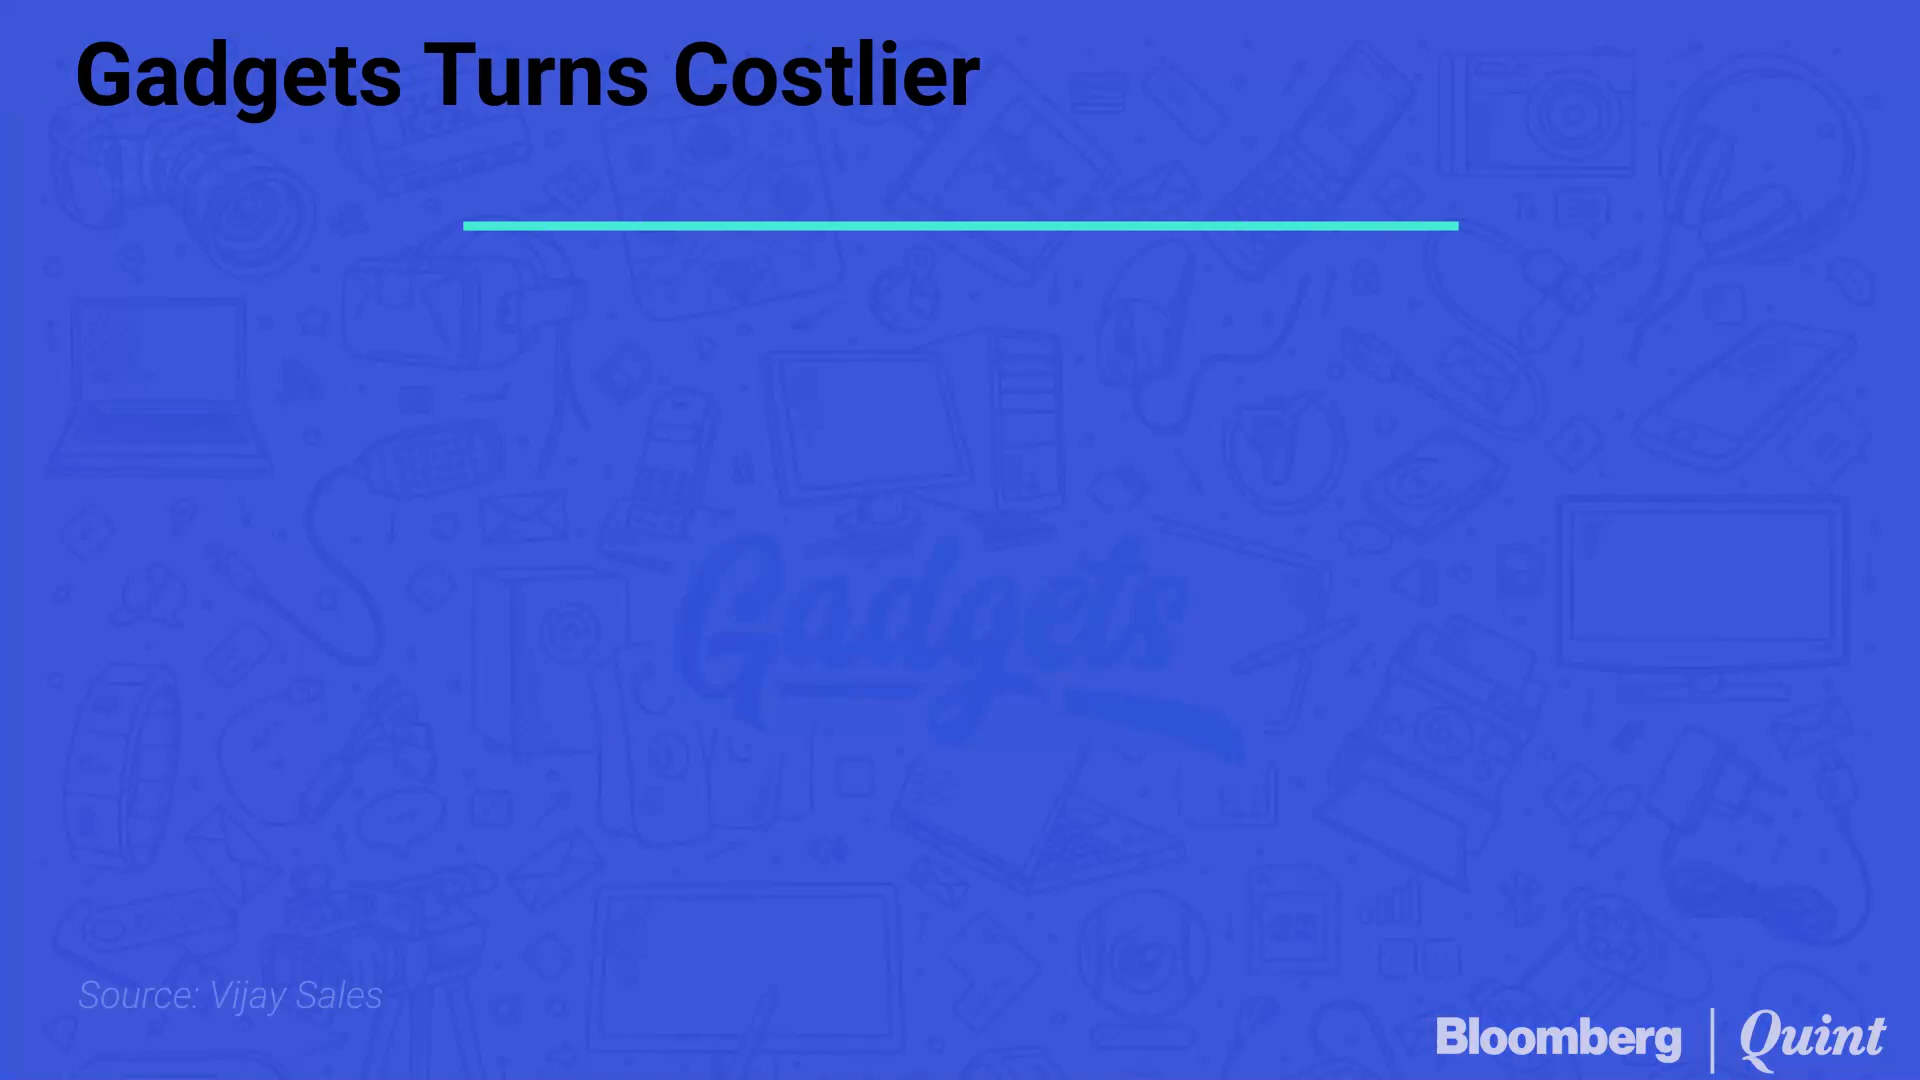 Gadgets Turns Costlier
Gadgets
Source: Vijay Sales
Bloomberg | Quint